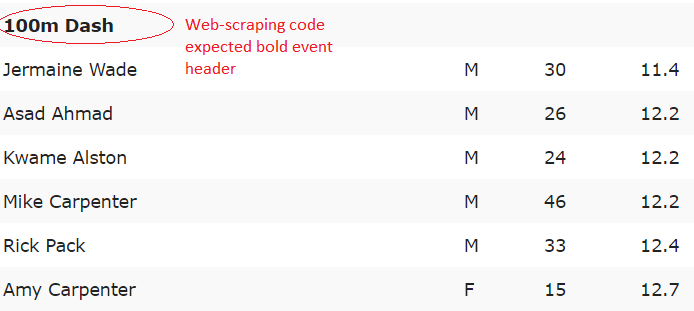 100m Dash
Web-scraping code
expected bold event
header
Jermaine Wade M 30 11.4
Asad Ahmad M 26 12.2
Kwame Alston M 24 12.2
Mike Carpenter M 46 12.2
Rick Pack M 33 12.4
Amy Carpenter F 15 12.7